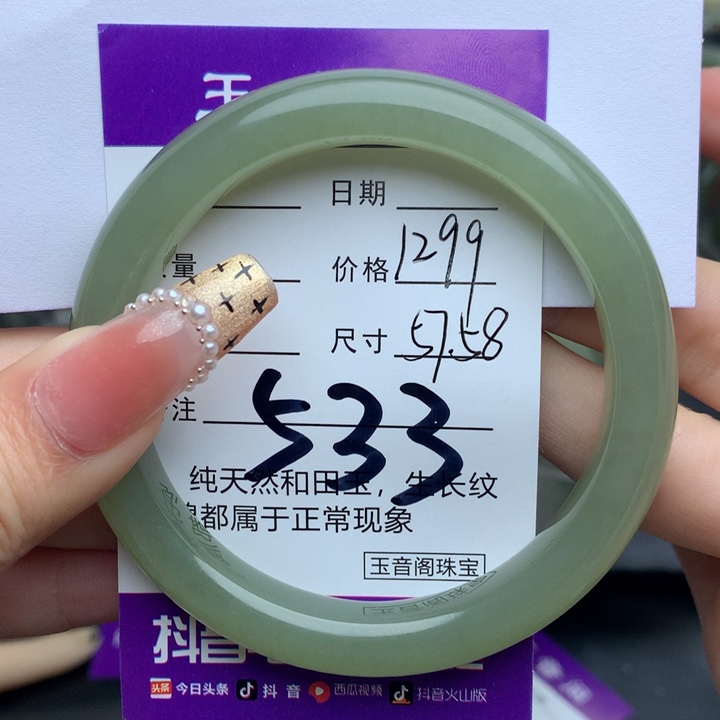 玉
日期
量
价格 1299
尺寸 57.58
注
533
纯天然和田玉，生长纹
都属于正常现象
玉音阁珠宝
抖音
头条 今日头条 抖音 西瓜视频 抖音火山版